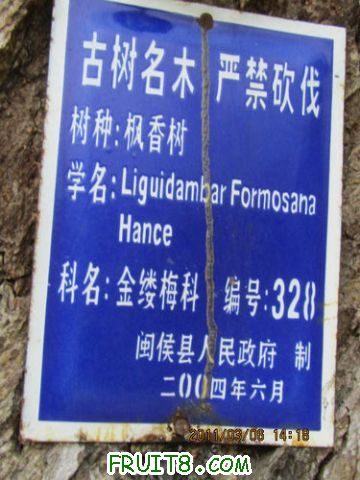 古树名木 严禁砍伐
树种:枫香树
学名:Liguidambar Formosana
Hance
科名:金缕梅科 编号:328
闽侯县人民政府 制
二00四年六月
2011/03/06 14:16
FRUIT8.COM